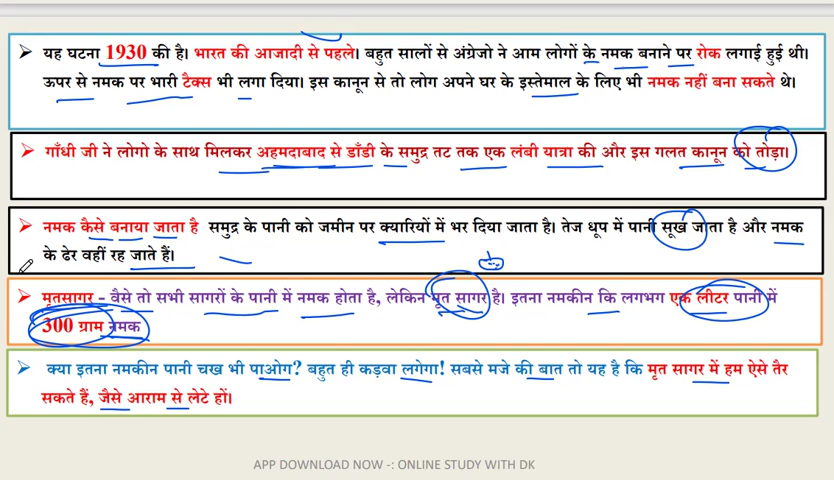 ➢ यह घटना 1930 की है। भारत की आजादी से पहले। बहुत सालों से अंग्रेजो ने आम लोगों के नमक बनाने पर रोक लगाई हुई थी।
ऊपर से नमक पर भारी टैक्स भी लगा दिया। इस कानून से तो लोग अपने घर के इस्तेमाल के लिए भी नमक नहीं बना सकते थे।
➢ गाँधी जी ने लोगो के साथ मिलकर अहमदाबाद से डाँडी के समुद्र तट तक एक लंबी यात्रा की और इस गलत कानून को तोड़ा।
➢ नमक कैसे बनाया जाता है समुद्र के पानी को जमीन पर क्यारियों में भर दिया जाता है। तेज धूप में पानी सूख जाता है और नमक
के ढेर वहीं रह जाते हैं।
➢ मृतसागर - वैसे तो सभी सागरों के पानी में नमक होता है, लेकिन मृत सागर है। इतना नमकीन कि लगभग एक लीटर पानी में
300 ग्राम नमक
➢ क्या इतना नमकीन पानी चख भी पाओग? बहुत ही कड़वा लगेगा! सबसे मजे की बात तो यह है कि मृत सागर में हम ऐसे तैर
सकते हैं, जैसे आराम से लेटे हों।
APP DOWNLOAD NOW -: ONLINE STUDY WITH DK